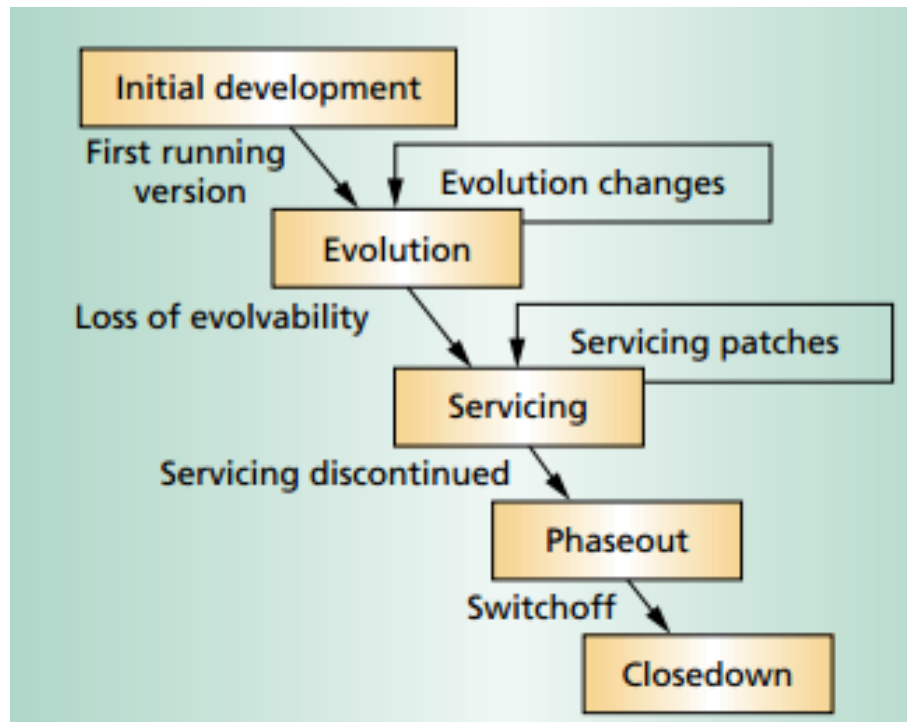 Initial development
First running
version
Evolution changes
Evolution
Loss of evolvability
Servicing patches
Servicing
Servicing discontinued
Phaseout
Switchoff
Closedown